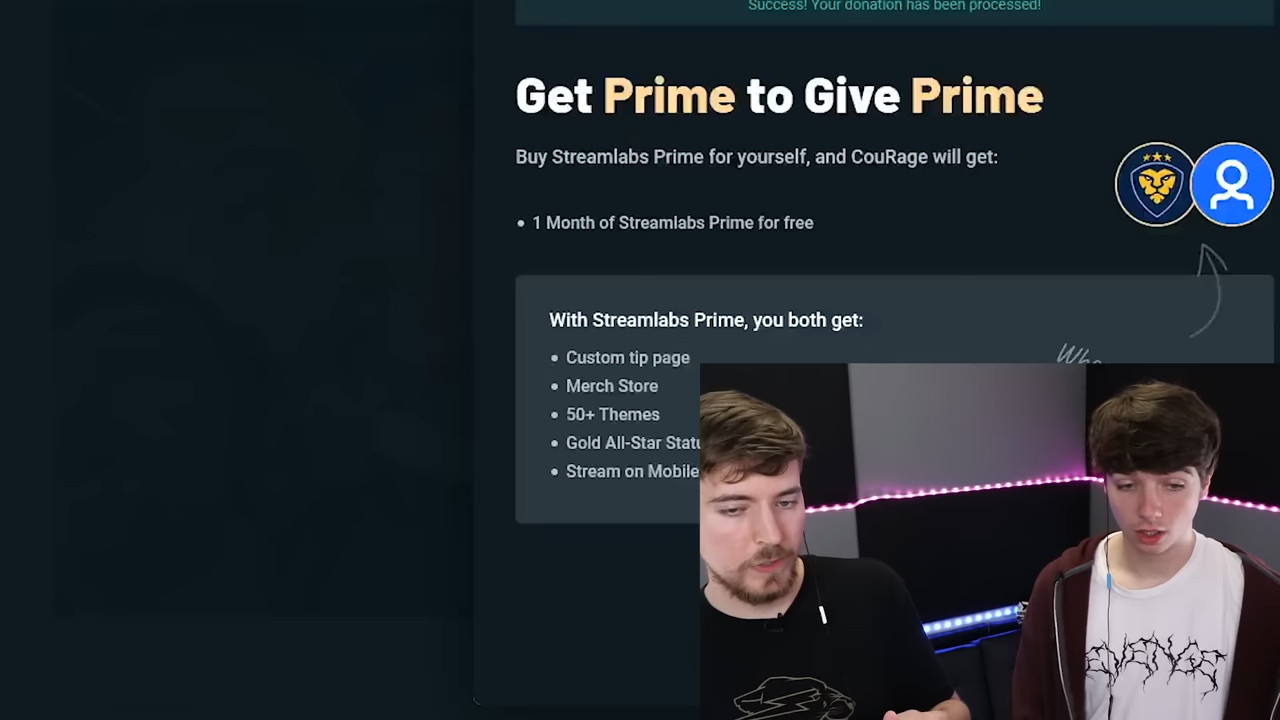 Success! Your donation has been processed!
Get Prime to Give Prime
Buy Streamlabs Prime for yourself, and CouRage will get:
• 1 Month of Streamlabs Prime for free
With Streamlabs Prime, you both get:
• Custom tip page
• Merch Store
• 50+ Themes
• Gold All-Star
• Stream on Mobile
EVENGE